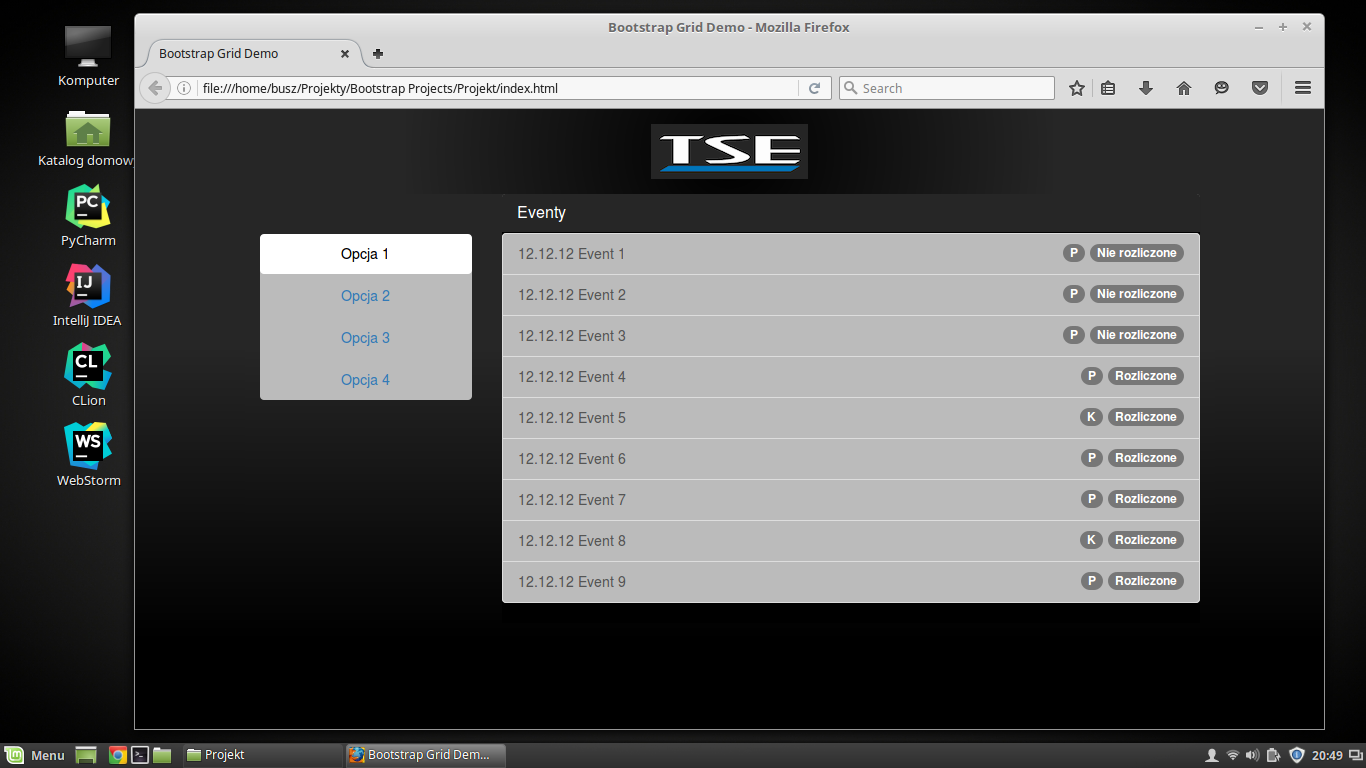 Bootstrap Grid Demo - Mozilla Firefox
Bootstrap Grid Demo
file:///home/busz/Projekty/Bootstrap Projects/Projekt/index.html
Search
Komputer
Katalog domow
PC
PyCharm
IJ
IntelliJ IDEA
CL
CLion
WS
WebStorm
TSE
Opcja 1
Opcja 2
Opcja 3
Opcja 4
Eventy
12.12.12 Event 1 P Nie rozliczone
12.12.12 Event 2 P Nie rozliczone
12.12.12 Event 3 P Nie rozliczone
12.12.12 Event 4 P Rozliczone
12.12.12 Event 5 K Rozliczone
12.12.12 Event 6 P Rozliczone
12.12.12 Event 7 P Rozliczone
12.12.12 Event 8 K Rozliczone
12.12.12 Event 9 P Rozliczone
Menu Projekt Bootstrap Grid Dem... 20:49